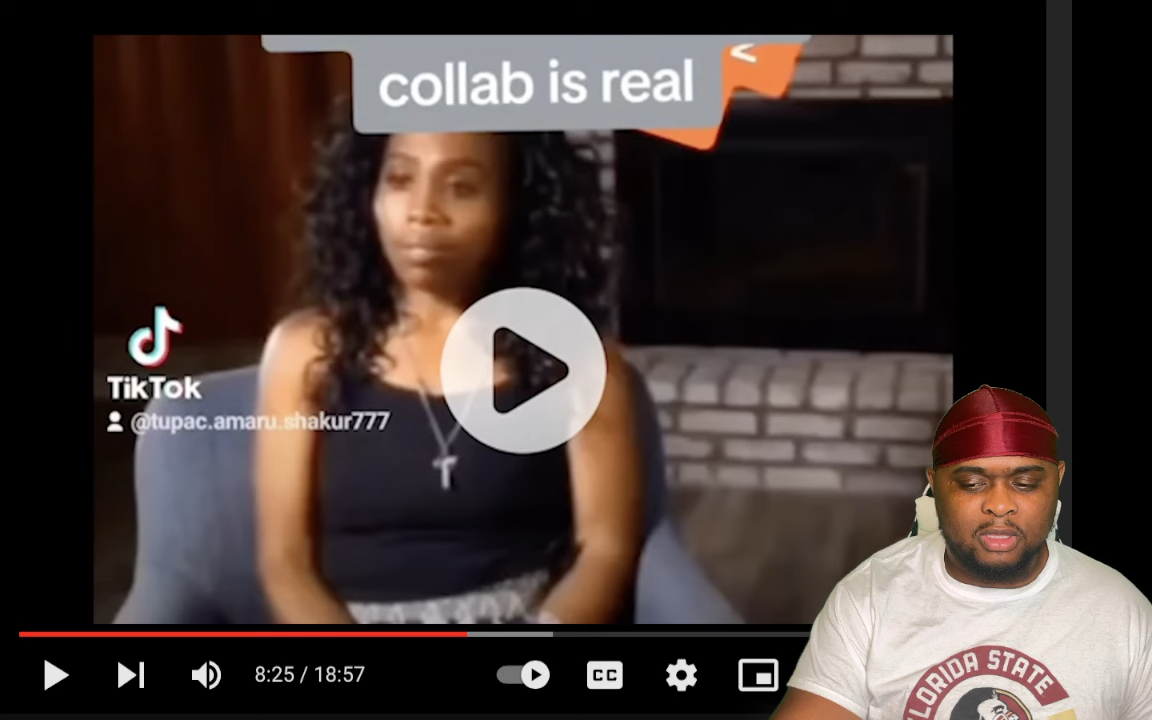 <
collab is real
TikTok
@tupac.amaru.shakur777
8:25 / 18:57
CC
FLORIDA STATE